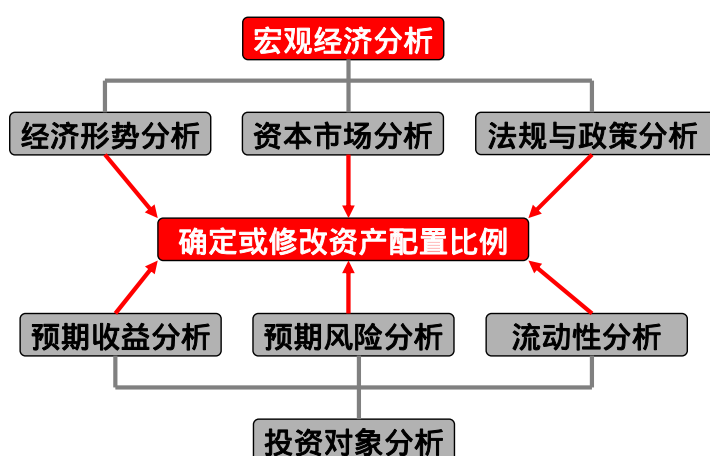 宏观经济分析
经济形势分析
资本市场分析
法规与政策分析
确定或修改资产配置比例
预期收益分析
预期风险分析
流动性分析
投资对象分析